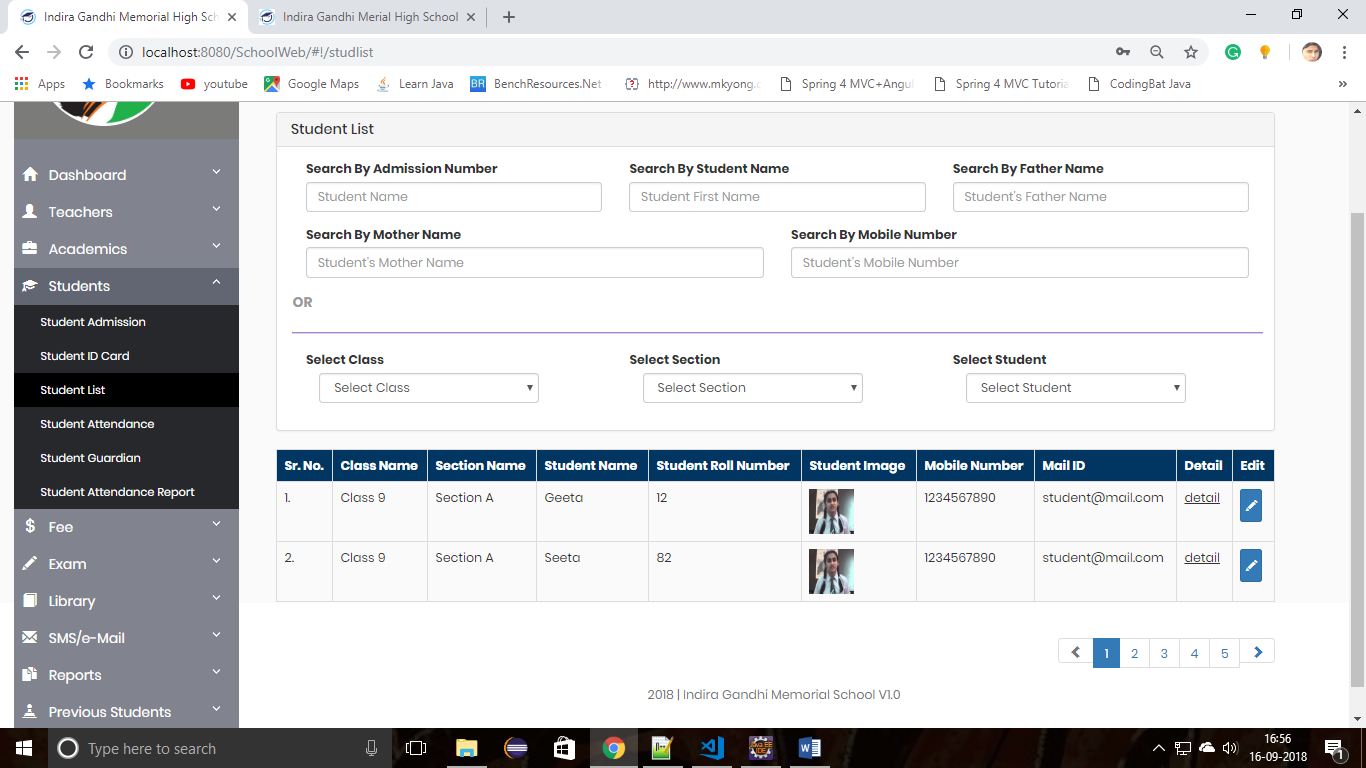 Indira Gandhi Memorial High Sch
Indira Gandhi Merial High School
localhost:8080/SchoolWeb/#!/studlist
Apps Bookmarks youtube Google Maps Learn Java BR BenchResources.Net http://www.mkyong.c Spring 4 MVC+Angul Spring 4 MVC Tutoria CodingBat Java »
Dashboard
Teachers
Academics
Students
Student Admission
Student ID Card
Student List
Student Attendance
Student Guardian
Student Attendance Report
Fee
Exam
Library
SMS/e-Mail
Reports
Previous Students
Student List
Search By Admission Number Search By Student Name Search By Father Name
Student Name Student First Name Student's Father Name
Search By Mother Name Search By Mobile Number
Student's Mother Name Student's Mobile Number
OR
Select Class Select Section Select Student
Select Class Select Section Select Student
Sr. No. Class Name Section Name Student Name Student Roll Number Student Image Mobile Number Mail ID Detail Edit
1. Class 9 Section A Geeta 12 1234567890 student@mail.com detail
2. Class 9 Section A Seeta 82 1234567890 student@mail.com detail
1 2 3 4 5
2018 | Indira Gandhi Memorial School V1.0
Type here to search
16:56
16-09-2018
1